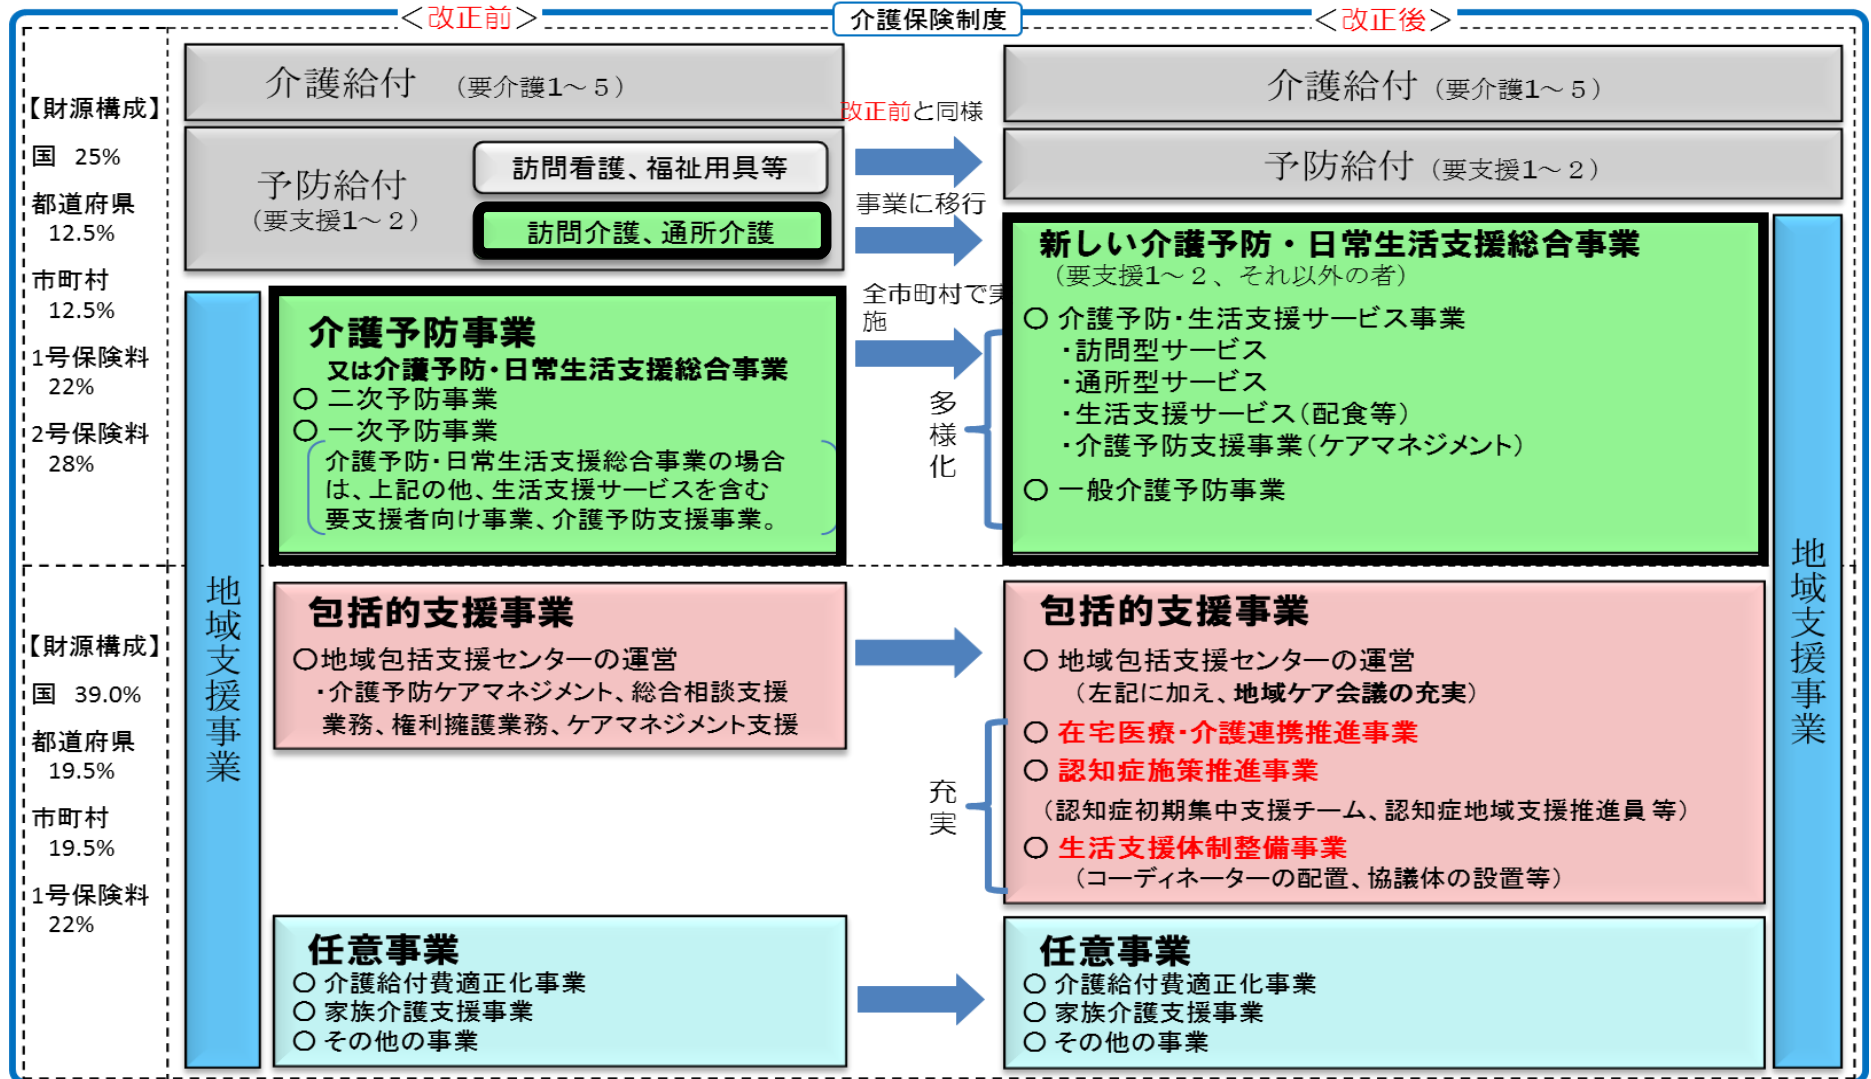 介護保険制度
＜改正前＞
＜改正後＞
【財源構成】
国 25%
都道府県
12.5%
市町村
12.5%
1号保険料
22%
2号保険料
28%
【財源構成】
国 39.0%
都道府県
19.5%
市町村
19.5%
1号保険料
22%
介護給付 （要介護1～５）
予防給付
（要支援1～２）
訪問看護、福祉用具等
訪問介護、通所介護
地域支援事業
介護予防事業
又は介護予防・日常生活支援総合事業
○ 二次予防事業
○ 一次予防事業
介護予防・日常生活支援総合事業の場合
は、上記の他、生活支援サービスを含む
要支援者向け事業、介護予防支援事業。
包括的支援事業
○地域包括支援センターの運営
・介護予防ケアマネジメント、総合相談支援
業務、権利擁護業務、ケアマネジメント支援
任意事業
○ 介護給付費適正化事業
○ 家族介護支援事業
○ その他の事業
改正前と同様
事業に移行
全市町村で実
施
多様化
充実
介護給付 （要介護1～５）
予防給付 （要支援1～２）
新しい介護予防・日常生活支援総合事業
（要支援1～２、それ以外の者）
○ 介護予防・生活支援サービス事業
・訪問型サービス
・通所型サービス
・生活支援サービス（配食等）
・介護予防支援事業（ケアマネジメント）
○ 一般介護予防事業
包括的支援事業
○ 地域包括支援センターの運営
（左記に加え、地域ケア会議の充実）
○ 在宅医療・介護連携推進事業
○ 認知症施策推進事業
（認知症初期集中支援チーム、認知症地域支援推進員 等）
○ 生活支援体制整備事業
（コーディネーターの配置、協議体の設置等）
任意事業
○ 介護給付費適正化事業
○ 家族介護支援事業
○ その他の事業
地域支援事業